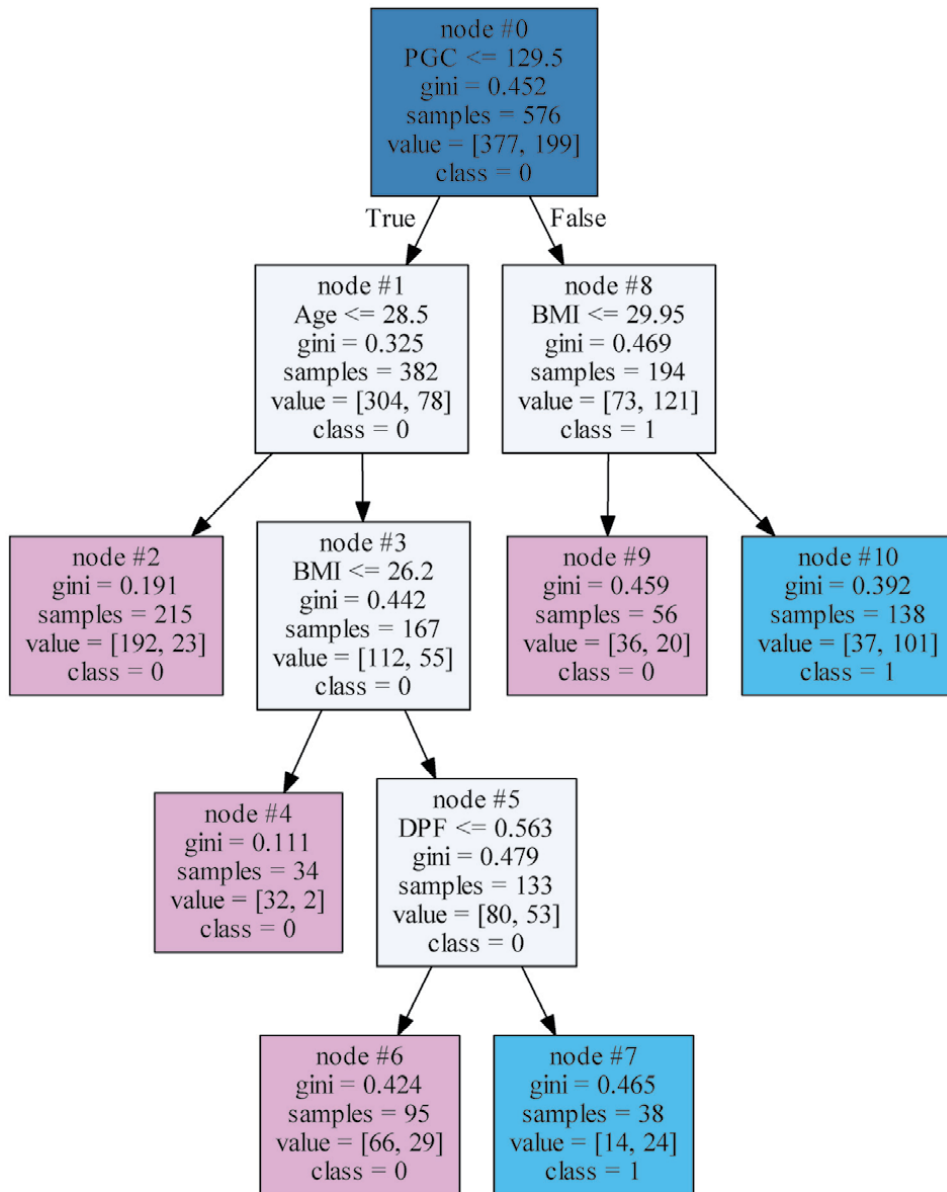 node #0
PGC <= 129.5
gini = 0.452
samples = 576
value = [377, 199]
class = 0
True
False
node #1
Age <= 28.5
gini = 0.325
samples = 382
value = [304, 78]
class = 0
node #8
BMI <= 29.95
gini = 0.469
samples = 194
value = [73, 121]
class = 1
node #2
gini = 0.191
samples = 215
value = [192, 23]
class = 0
node #3
BMI <= 26.2
gini = 0.442
samples = 167
value = [112, 55]
class = 0
node #9
gini = 0.459
samples = 56
value = [36, 20]
class = 0
node #10
gini = 0.392
samples = 138
value = [37, 101]
class = 1
node #4
gini = 0.111
samples = 34
value = [32, 2]
class = 0
node #5
DPF <= 0.563
gini = 0.479
samples = 133
value = [80, 53]
class = 0
node #6
gini = 0.424
samples = 95
value = [66, 29]
class = 0
node #7
gini = 0.465
samples = 38
value = [14, 24]
class = 1